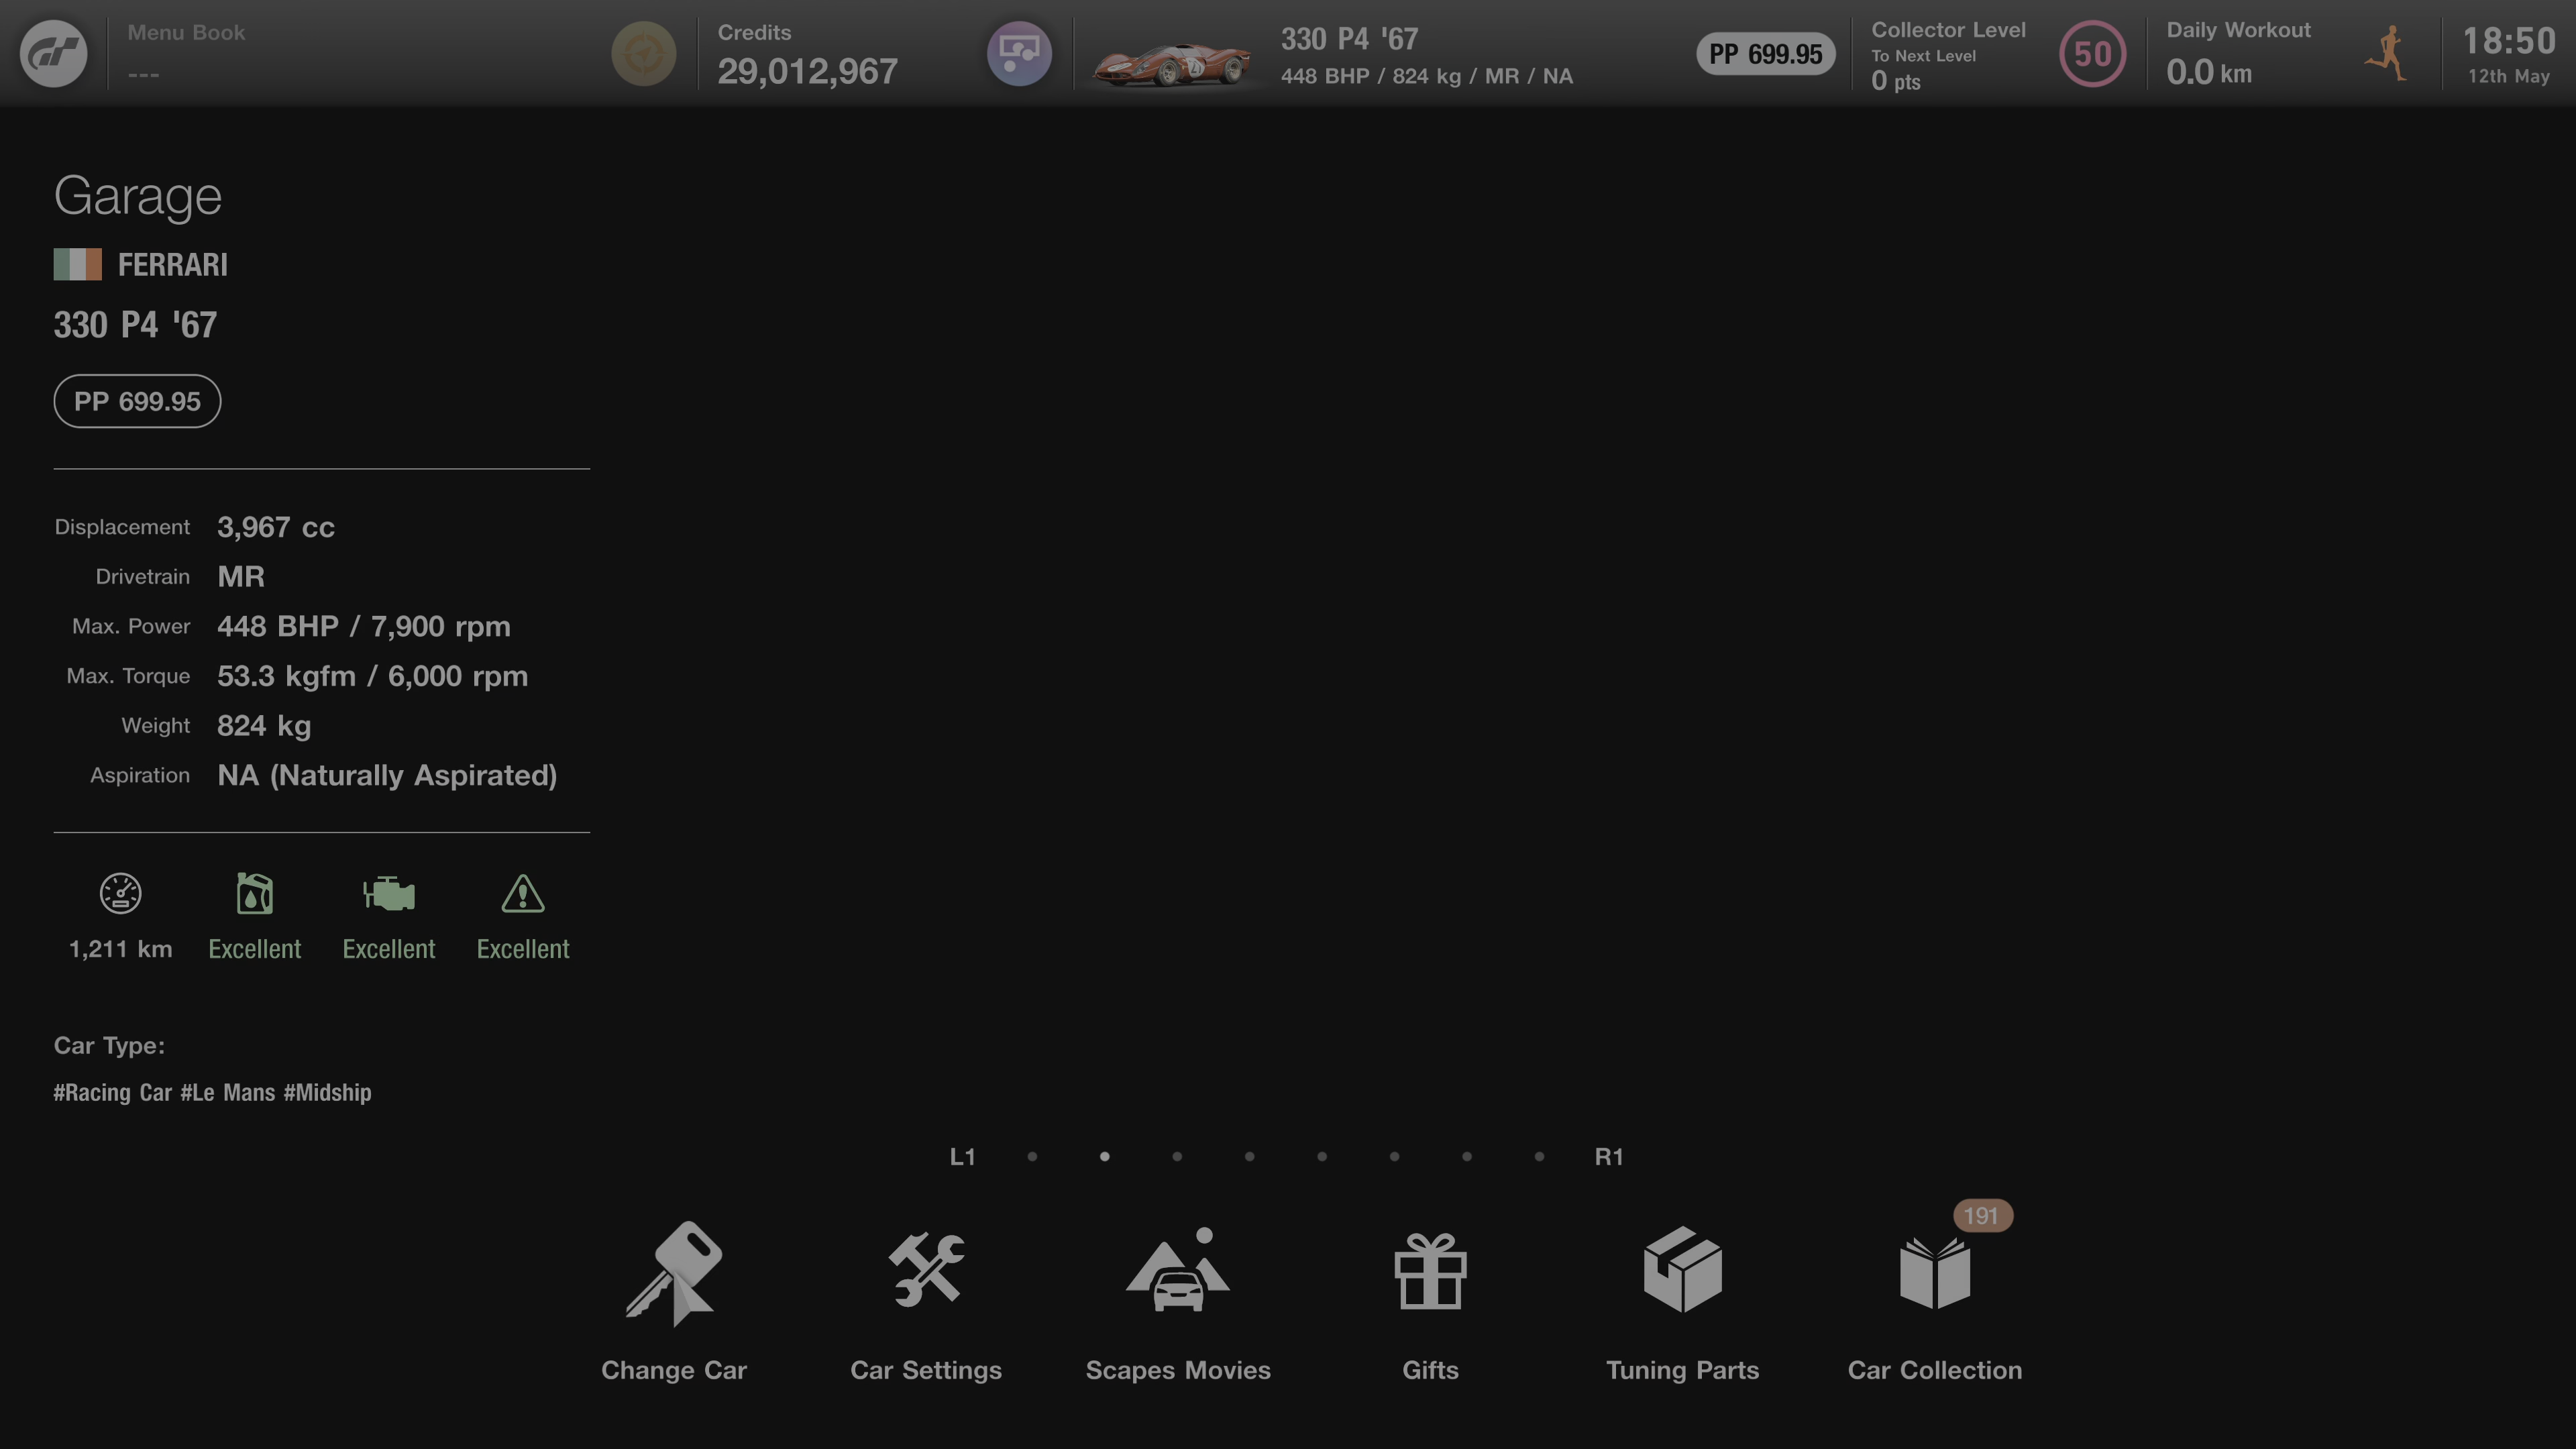 Menu Book
---
Credits
29,012,967
330 P4 '67
448 BHP / 824 kg / MR / NA
PP 699.95
Collector Level
To Next Level
0 pts
50
Daily Workout
0.0 km
18:50
12th May
Garage
FERRARI
330 P4 '67
PP 699.95
Displacement 3,967 cc
Drivetrain MR
Max. Power 448 BHP / 7,900 rpm
Max. Torque 53.3 kgfm / 6,000 rpm
Weight 824 kg
Aspiration NA (Naturally Aspirated)
1,211 km Excellent Excellent Excellent
Car Type:
#Racing Car #Le Mans #Midship
L1 R1
191
Change Car Car Settings Scapes Movies Gifts Tuning Parts Car Collection